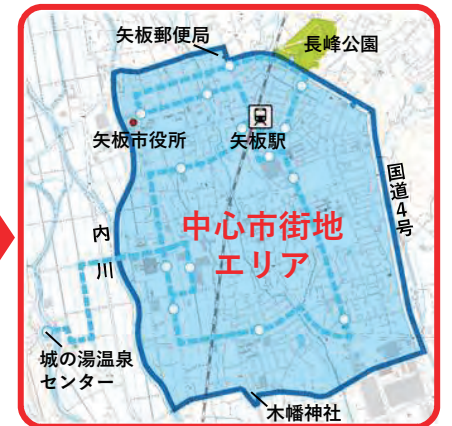 矢板郵便局
長峰公園
矢板市役所
矢板駅
国道4号
中心市街地
エリア
内川
城の湯温泉
センター
木幡神社